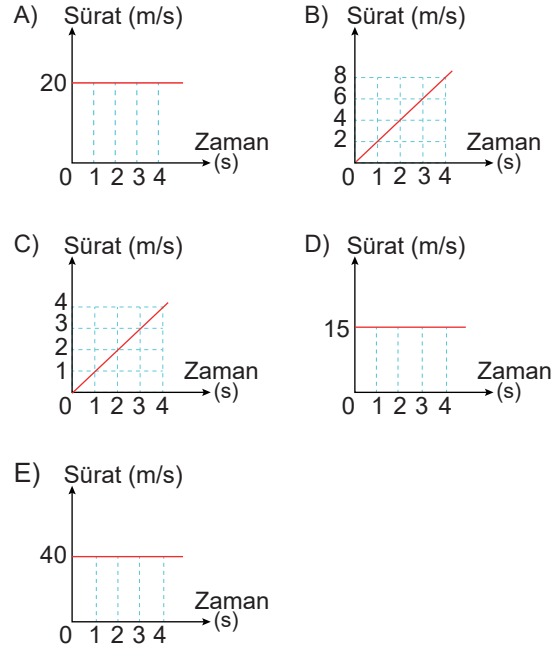 A) Sürat (m/s)
20
Zaman
(s)
0 1 2 3 4
B) Sürat (m/s)
8
6
4
2
Zaman
(s)
0 1 2 3 4
C) Sürat (m/s)
4
3
2
1
Zaman
(s)
0 1 2 3 4
D) Sürat (m/s)
15
Zaman
(s)
0 1 2 3 4
E) Sürat (m/s)
40
Zaman
(s)
0 1 2 3 4